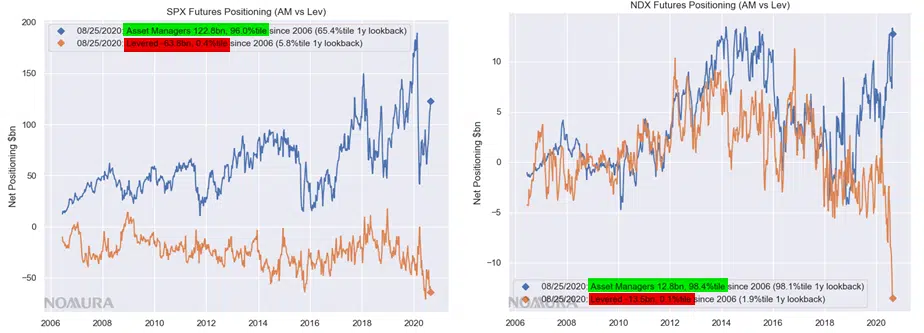 SPX Futures Positioning (AM vs Lev)
08/25/2020: Asset Managers 122.8bn, 96.0%tile since 2006 (65.4%tile 1y lookback)
08/25/2020: Levered -63.8bn, 0.4%tile since 2006 (5.8%tile 1y lookback)
200
150
100
50
0
−50
Net Positioning $bn
NOMURA
2006 2008 2010 2012 2014 2016 2018 2020
NDX Futures Positioning (AM vs Lev)
10
5
0
−5
−10
Net Positioning $bn
08/25/2020: Asset Managers 12.8bn, 98.4%tile since 2006 (98.1%tile 1y lookback)
08/25/2020: Levered -13.5bn, 0.1%tile since 2006 (1.9%tile 1y lookback)
NOMURA
2006 2008 2010 2012 2014 2016 2018 2020